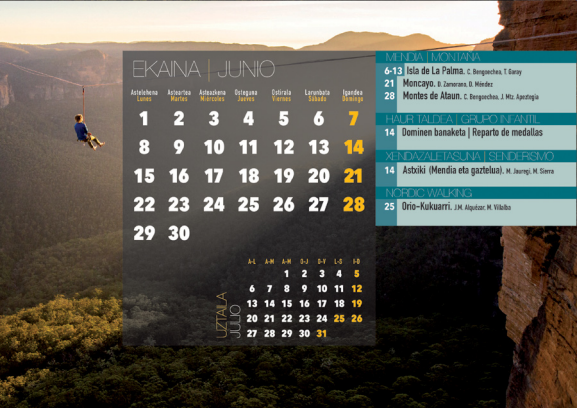 EKAINA | JUNIO
Astelehena Asteartea Asteazkena Osteguna Ostirala Larunbata Igandea
Lunes Martes Miércoles Jueves Viernes Sábado Domingo
1 2 3 4 5 6 7
8 9 10 11 12 13 14
15 16 17 18 19 20 21
22 23 24 25 26 27 28
29 30
UZTAILA
JULIO
A-L A-M A-M O-J O-V L-S I-D
1 2 3 4 5
6 7 8 9 10 11 12
13 14 15 16 17 18 19
20 21 22 23 24 25 26
27 28 29 30 31
MENDIA | MONTAÑA
6-13 Isla de La Palma. C. Bengoechea, T. Garay
21 Moncayo. D. Zamorano, D. Méndez
28 Montes de Ataun. C. Bengoechea, J. Mtz. Apeztegia
HAUR TALDEA | GRUPO INFANTIL
14 Dominen banaketa | Reparto de medallas
XENDAZALETASUNA | SENDERISMO
14 Astxiki (Mendia eta gaztelua). M. Jauregi, M. Sierra
NORDIC WALKING
25 Orio-Kukuarri. J.M. Alquézar, M. Villalba